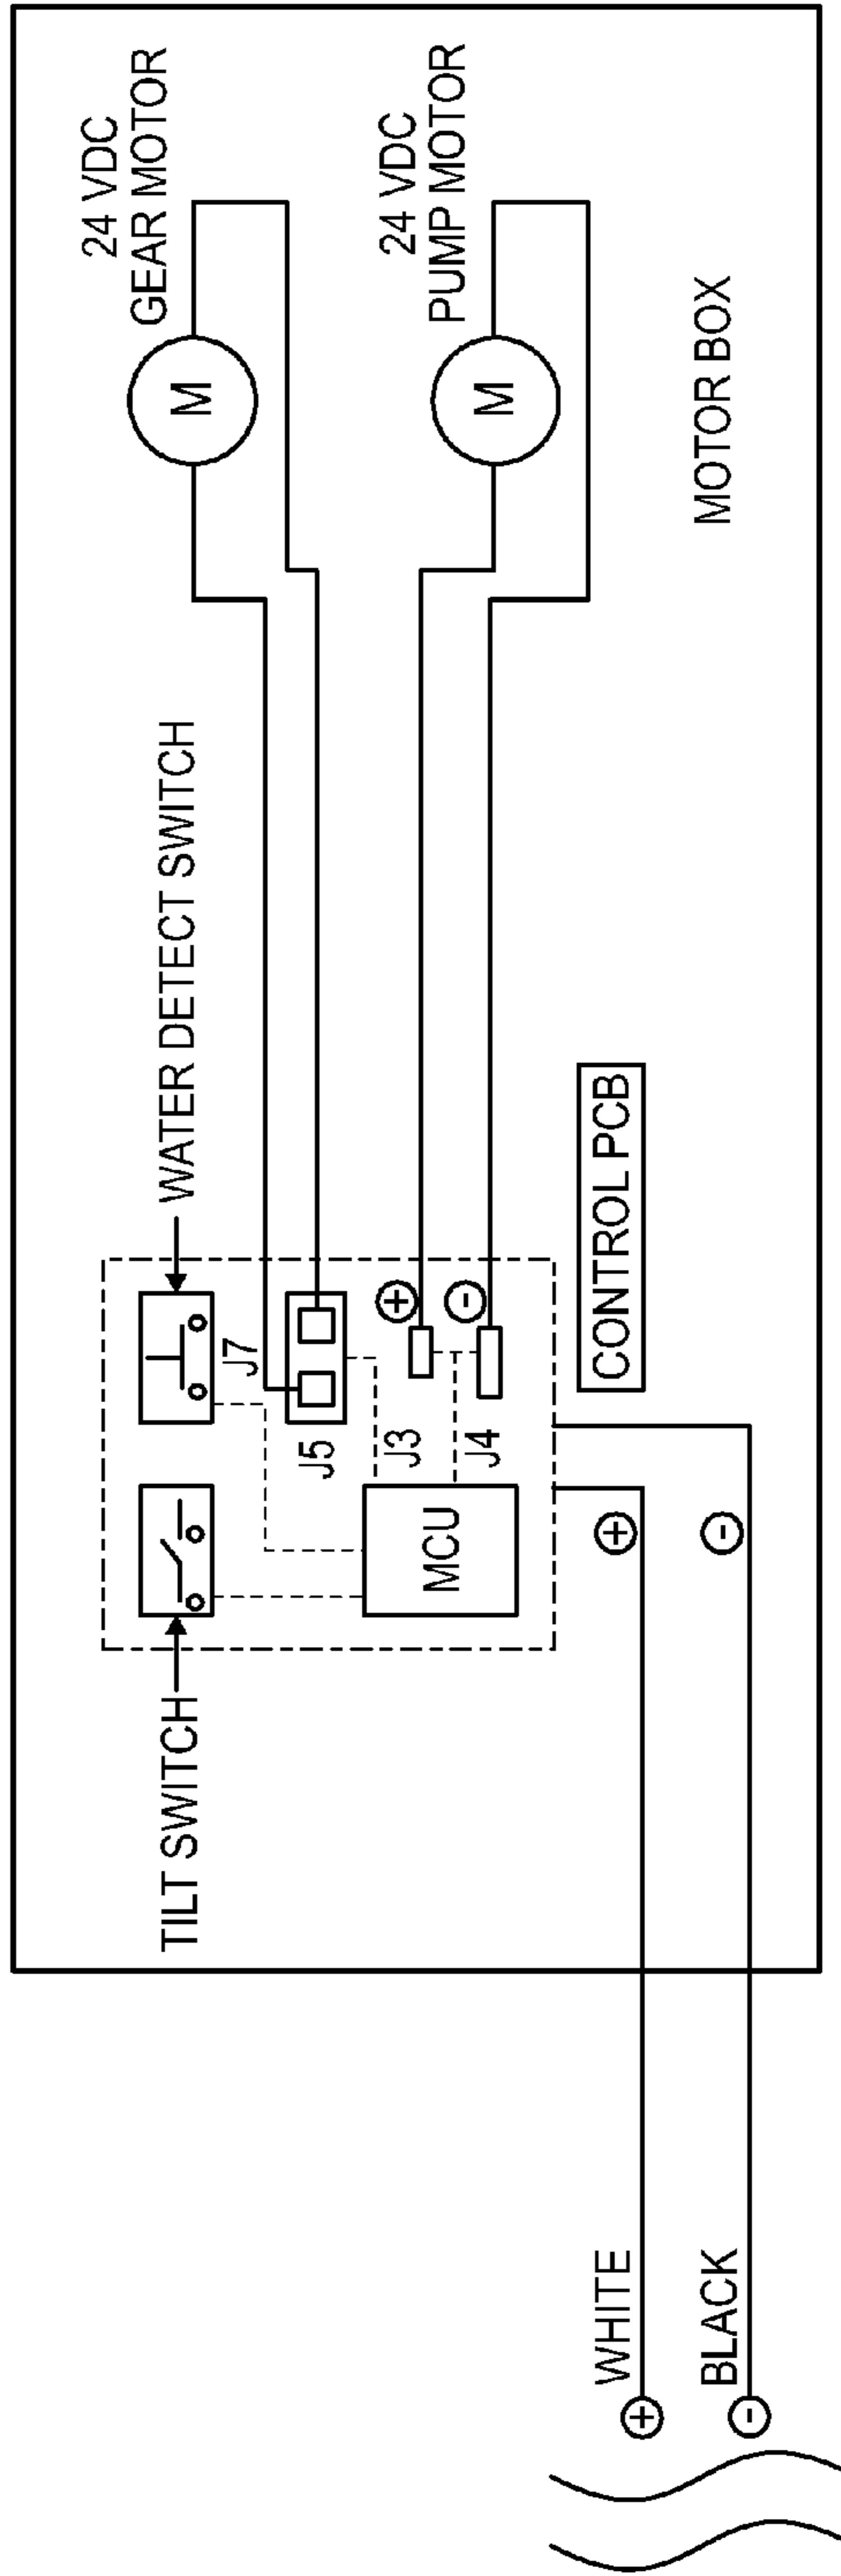 24 VDC
GEAR MOTOR
24 VDC
PUMP MOTOR
M
M
MOTOR BOX
WATER DETECT SWITCH
TILT SWITCH
J7
J5
J3
J4
+
-
MCU
CONTROL PCB
+
-
WHITE
+
BLACK
-